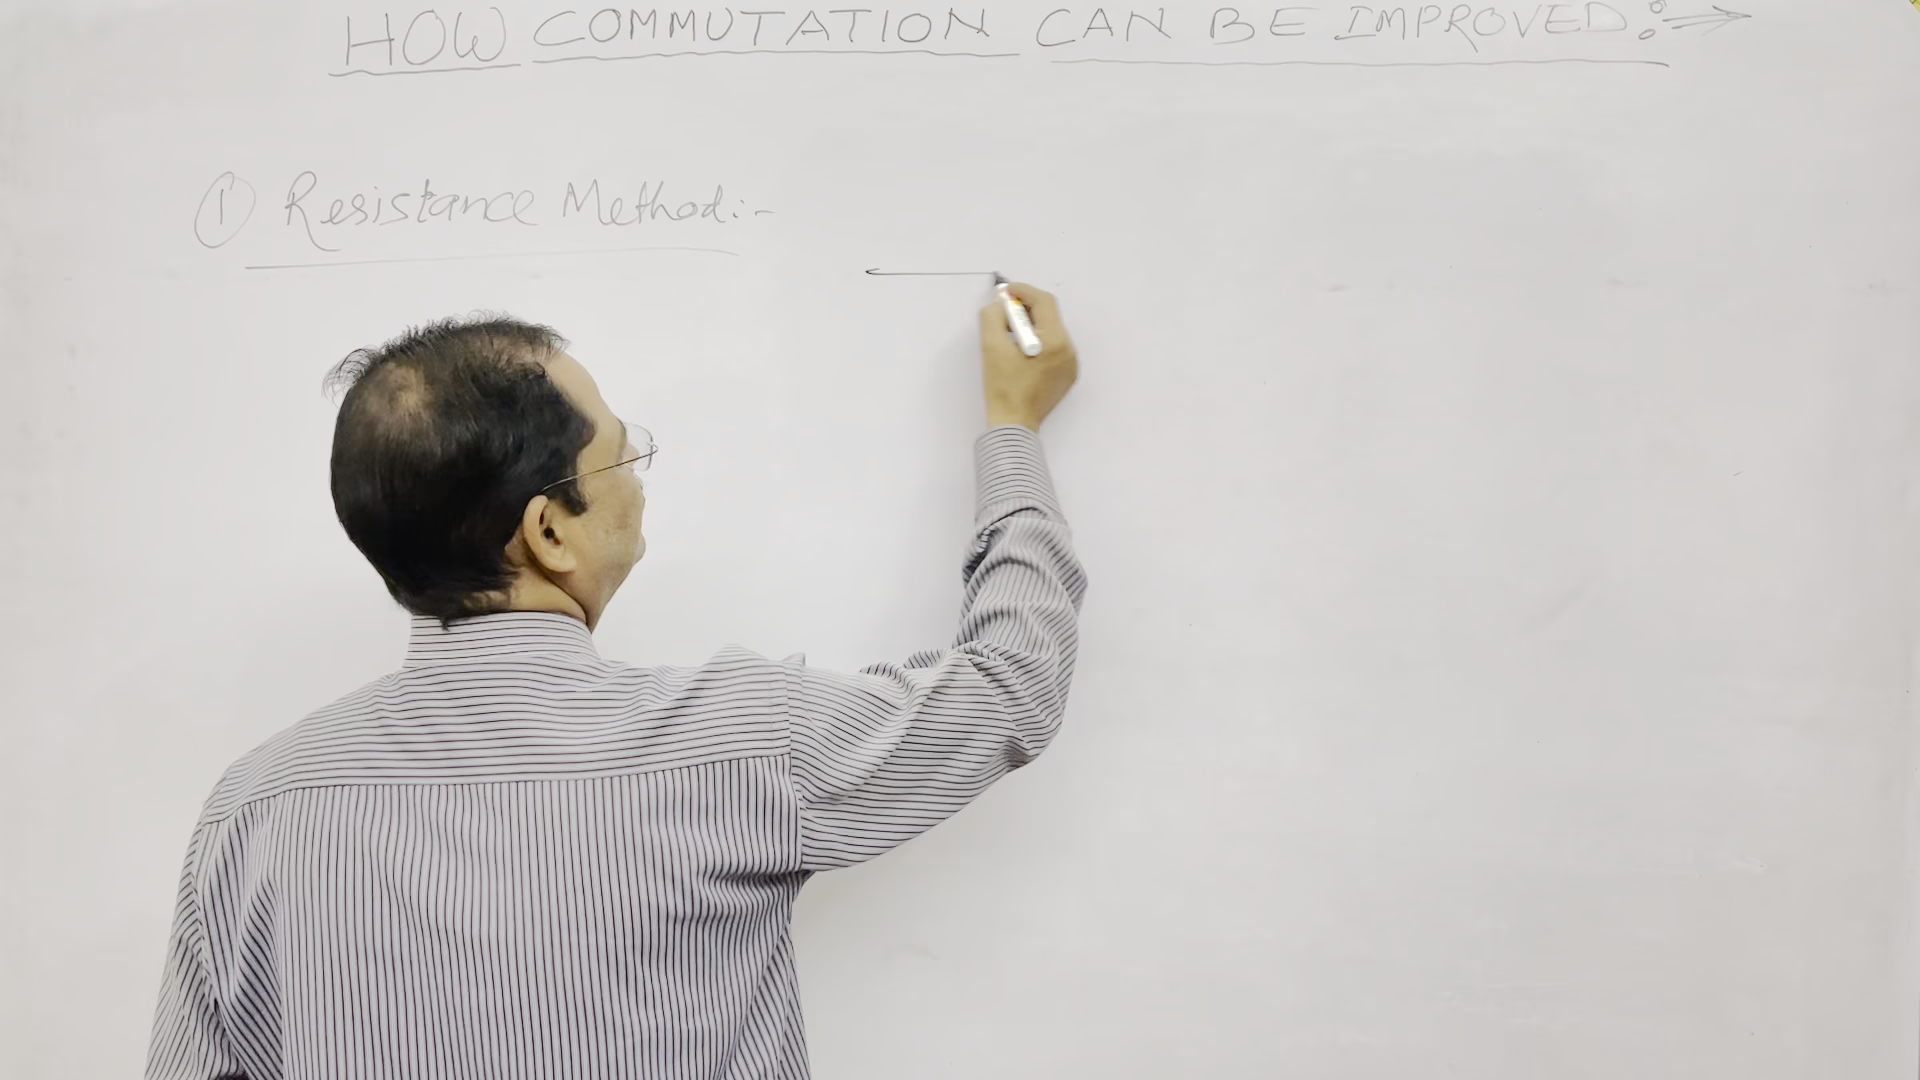 HOW COMMUTATION CAN BE IMPROVED:→
① Resistance Method:-